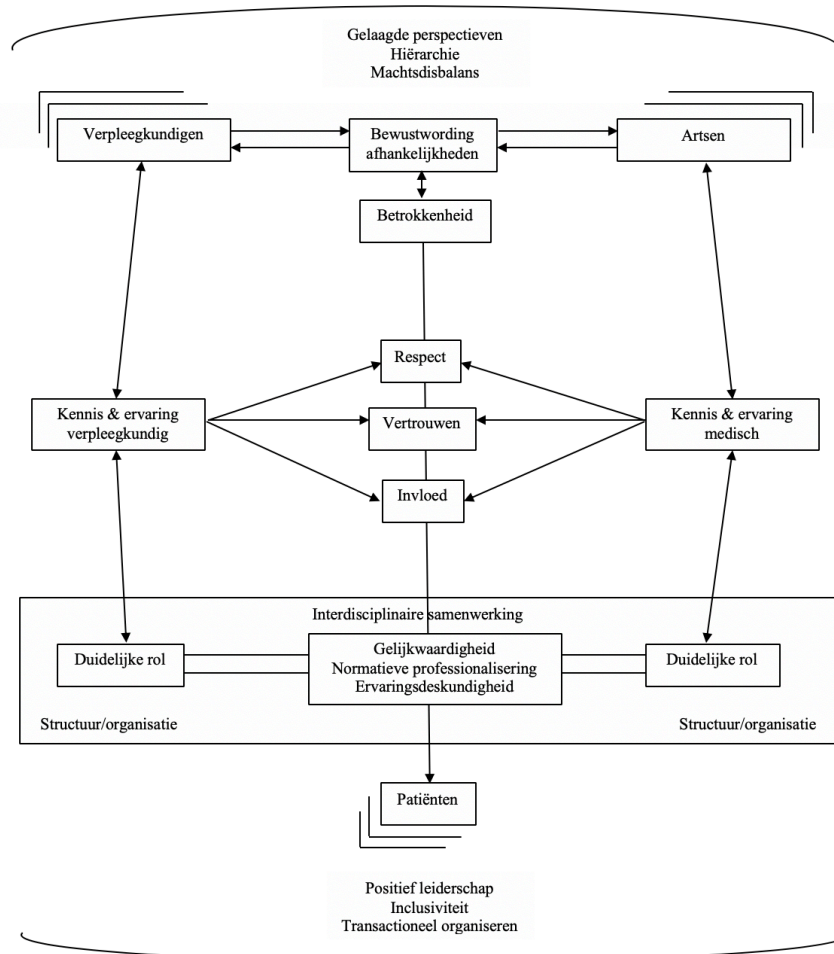 Gelaagde perspectieven
Hiërarchie
Machtsdisbalans
Verpleegkundigen
Bewustwording
afhankelijkheden
Artsen
Betrokkenheid
Respect
Kennis & ervaring
verpleegkundig
Vertrouwen
Kennis & ervaring
medisch
Invloed
Interdisciplinaire samenwerking
Duidelijke rol
Gelijkwaardigheid
Normatieve professionalisering
Ervaringsdeskundigheid
Duidelijke rol
Structuur/organisatie
Structuur/organisatie
Patiënten
Positief leiderschap
Inclusiviteit
Transactioneel organiseren